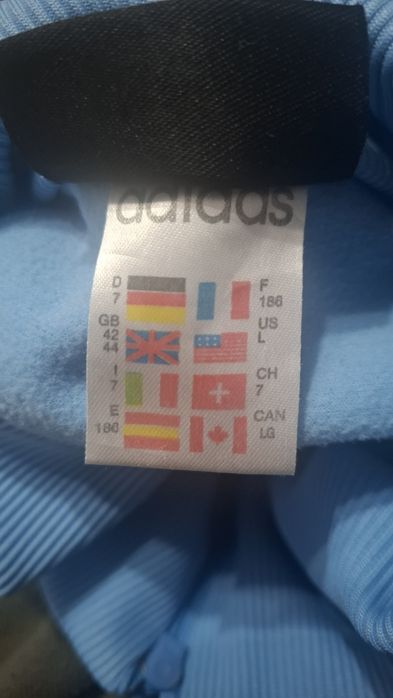 adidas
D
7
F
186
GB
42
44
US
L
I
7
CH
7
E
186
CAN
LG